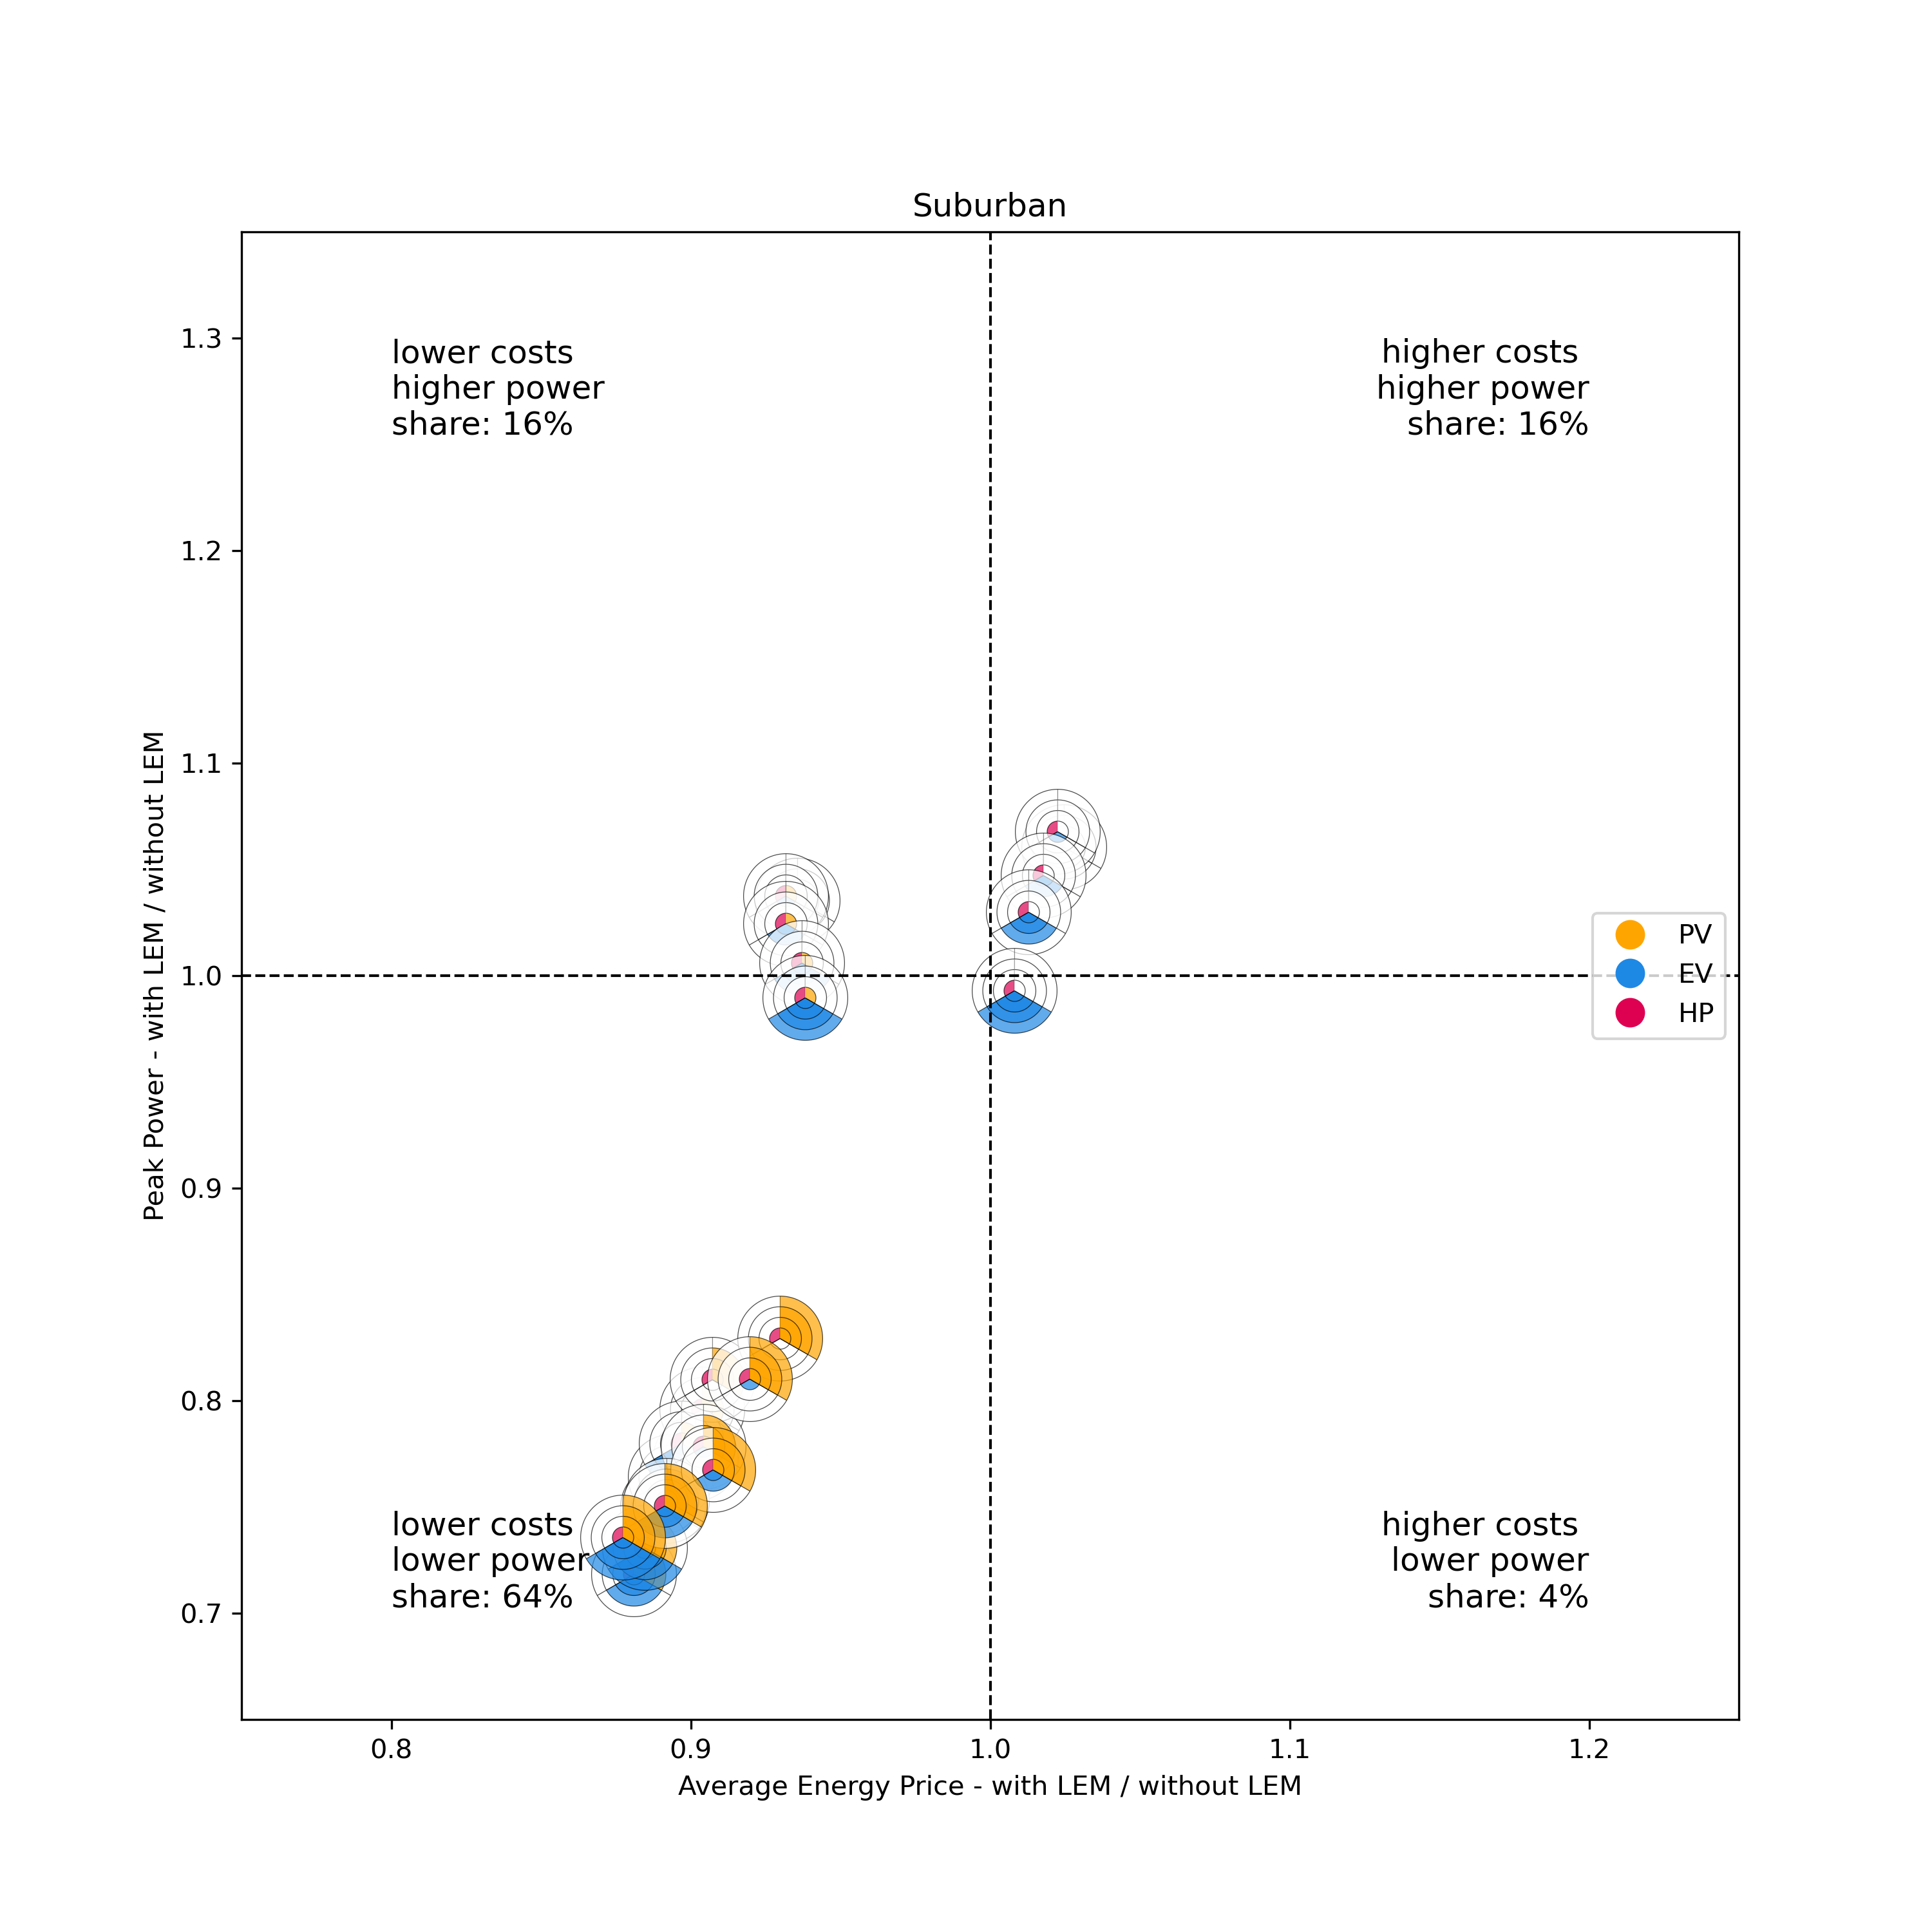 Suburban
lower costs
higher power
share: 16%
higher costs
higher power
share: 16%
lower costs
lower power
share: 64%
higher costs
lower power
share: 4%
PV
EV
HP
1.3
1.2
1.1
1.0
0.9
0.8
0.7
Peak Power - with LEM / without LEM
0.8
0.9
1.0
1.1
1.2
Average Energy Price - with LEM / without LEM